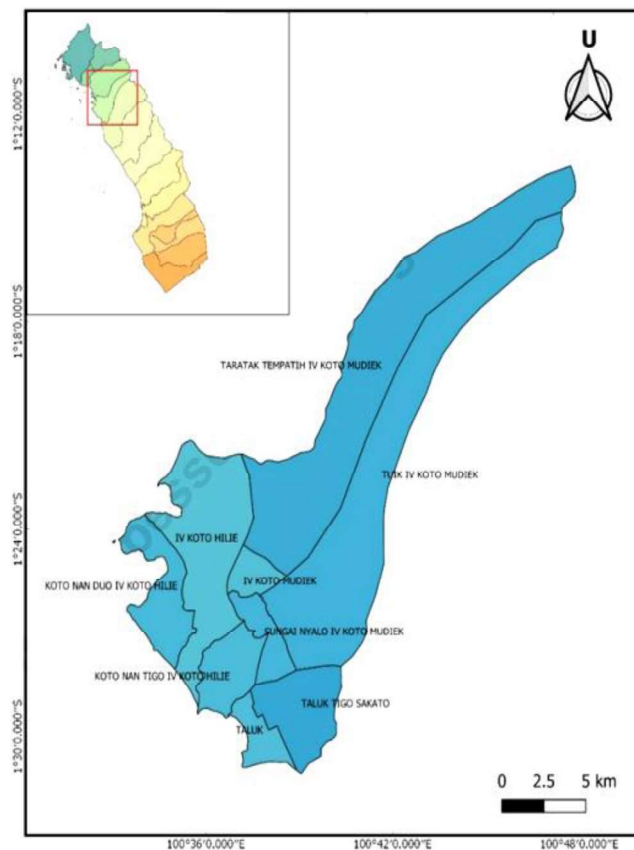 U
1°12'0.000"S
1°18'0.000"S
TARATAK TEMPATIH IV KOTO MUDIEK
TUIK IV KOTO MUDIEK
1°24'0.000"S
IV KOTO HILIE
IV KOTO MUDIEK
KOTO NAN DUO IV KOTO HILIE
SUNGAI NYALO IV KOTO MUDIEK
KOTO NAN TIGO IV KOTO HILIE
TALUK TIGO SAKATO
TALUK
1°30'0.000"S
0 2.5 5 km
100°36'0.000"E 100°42'0.000"E 100°48'0.000"E